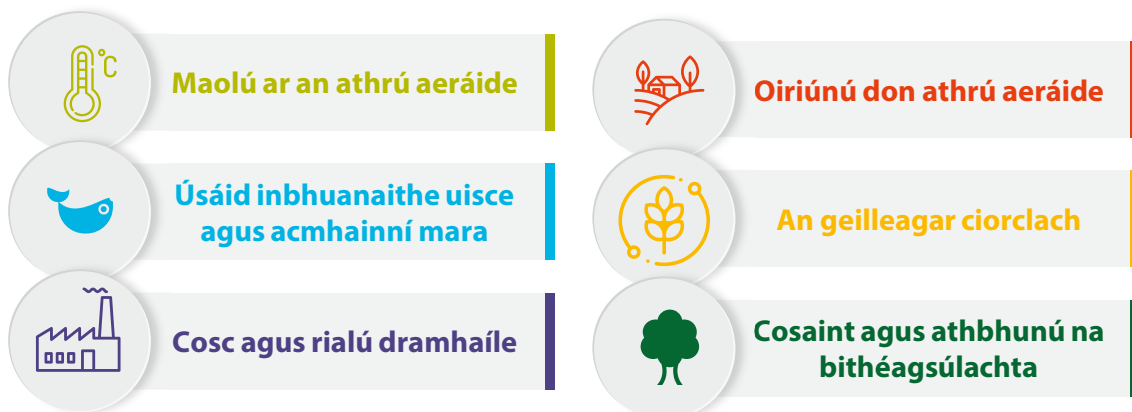 °C
Maolú ar an athrú aeráide
Oiriúnú don athrú aeráide
Úsáid inbhuanaithe uisce
agus acmhainní mara
An geilleagar ciorclach
Cosc agus rialú dramhaíle
Cosaint agus athbhunú na
bithéagsúlachta